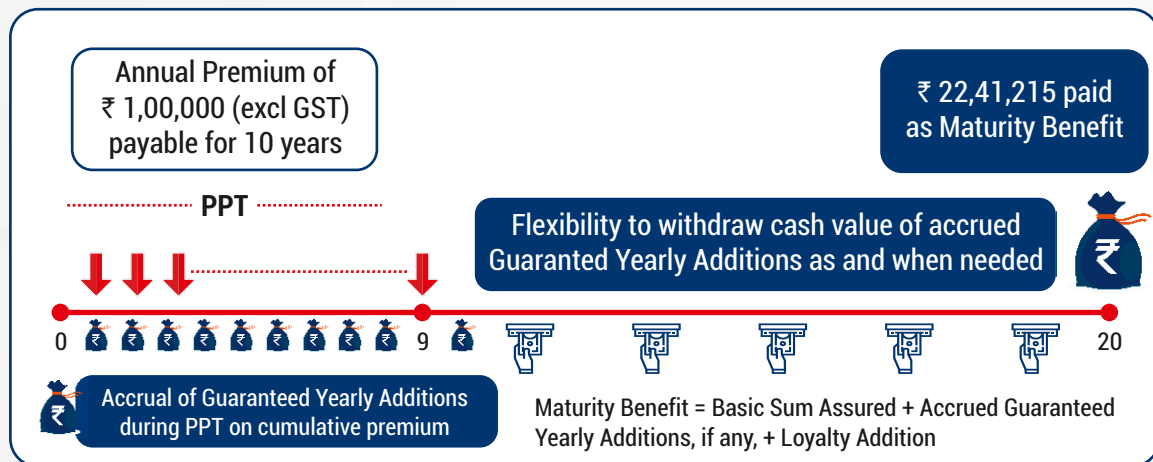 Annual Premium of
₹ 1,00,000 (excl GST)
payable for 10 years
₹ 22,41,215 paid
as Maturity Benefit
PPT
Flexibility to withdraw cash value of accrued
Guaranted Yearly Additions as and when needed
₹
0 ₹ ₹ ₹ ₹ ₹ ₹ ₹ ₹ ₹ 9 ₹ 20
₹
Accrual of Guaranteed Yearly Additions
during PPT on cumulative premium
Maturity Benefit = Basic Sum Assured + Accrued Guaranteed
Yearly Additions, if any, + Loyalty Addition